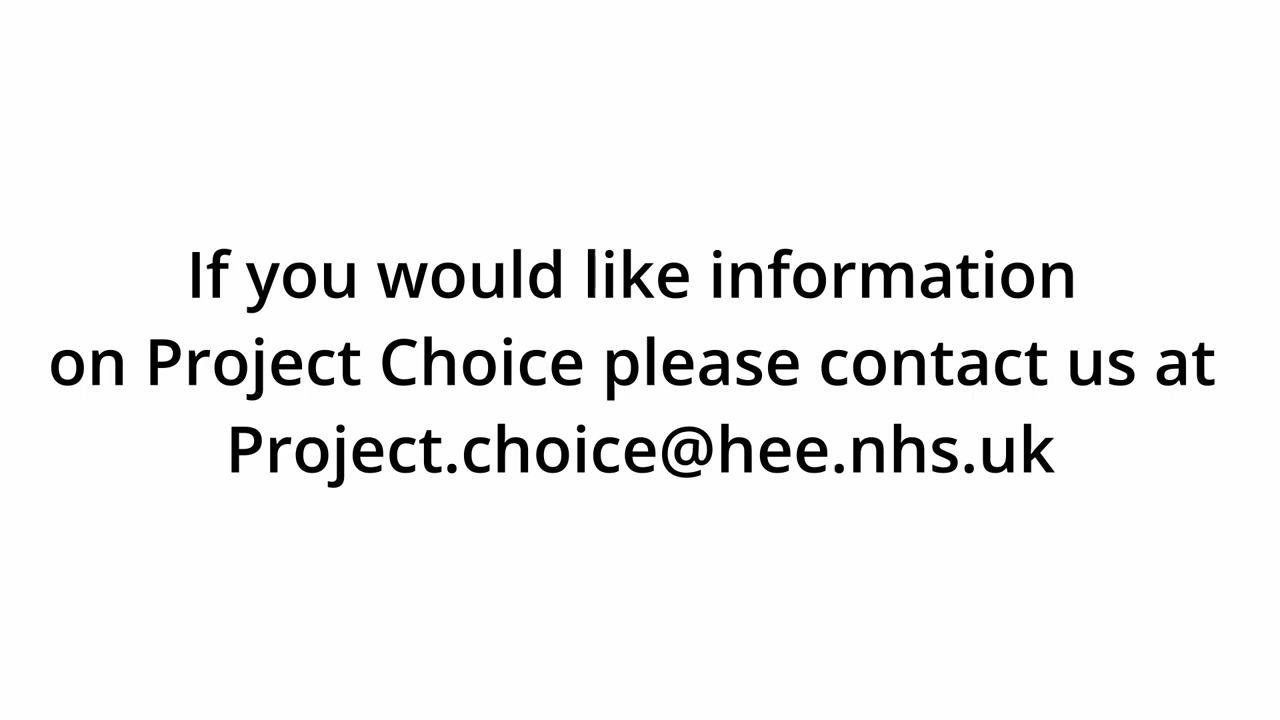 If you would like information
on Project Choice please contact us at
Project.choice@hee.nhs.uk